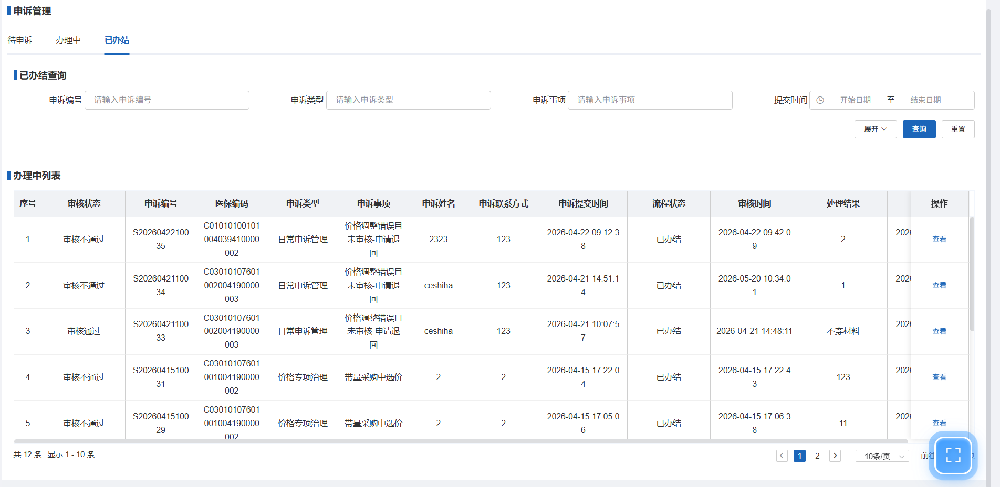 申诉管理
待申诉 办理中 已办结
已办结查询
申诉编号 请输入申诉编号 申诉类型 请输入申诉类型 申诉事项 请输入申诉事项 提交时间 开始日期 至 结束日期
展开 查询 重置
办理中列表
序号 审核状态 申诉编号 医保编码 申诉类型 申诉事项 申诉姓名 申诉联系方式 申诉提交时间 流程状态 审核时间 处理结果 操作
1 审核不通过 S2026042210035 C01010100101004039410000002 日常申诉管理 价格调整错误且未审核-申请退回 2323 123 2026-04-22 09:12:38 已办结 2026-04-22 09:42:09 2 202 查看
2 审核不通过 S2026042110034 C03010107601002004190000003 日常申诉管理 价格调整错误且未审核-申请退回 ceshiha 123 2026-04-21 14:51:14 已办结 2026-05-20 10:34:01 1 202 查看
3 审核通过 S2026042110033 C03010107601002004190000003 日常申诉管理 价格调整错误且未审核-申请退回 ceshiha 123 2026-04-21 10:07:57 已办结 2026-04-21 14:48:11 不穿材料 202 查看
4 审核不通过 S2026041510031 C03010107601001004190000002 价格专项治理 带量采购中选价 2 2 2026-04-15 17:22:04 已办结 2026-04-15 17:22:43 123 202 查看
5 审核不通过 S2026041510029 C03010107601001004190000002 价格专项治理 带量采购中选价 2 2 2026-04-15 17:05:06 已办结 2026-04-15 17:06:38 11 202 查看
共 12 条 显示 1 - 10 条 1 2 10条/页 前往 页